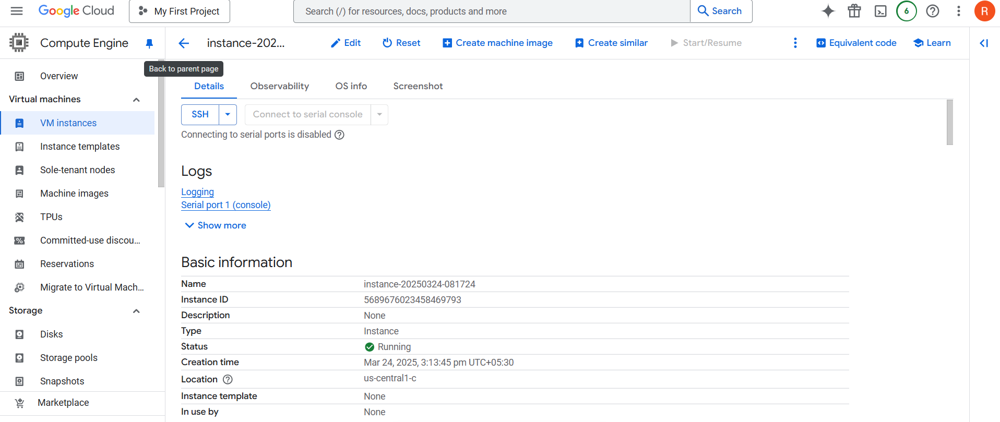 Google Cloud
My First Project
Search (/) for resources, docs, products and more
Search
6
R
Compute Engine
instance-202...
Edit
Reset
Create machine image
Create similar
Start/Resume
Equivalent code
Learn
Back to parent page
Overview
Virtual machines
VM instances
Instance templates
Sole-tenant nodes
Machine images
TPUs
Committed-use discou...
Reservations
Migrate to Virtual Mach...
Storage
Disks
Storage pools
Snapshots
Marketplace
Details
Observability
OS info
Screenshot
SSH
Connect to serial console
Connecting to serial ports is disabled
Logs
Logging
Serial port 1 (console)
Show more
Basic information
Name instance-20250324-081724
Instance ID 5689676023458469793
Description None
Type Instance
Status Running
Creation time Mar 24, 2025, 3:13:45 pm UTC+05:30
Location us-central1-c
Instance template None
In use by None